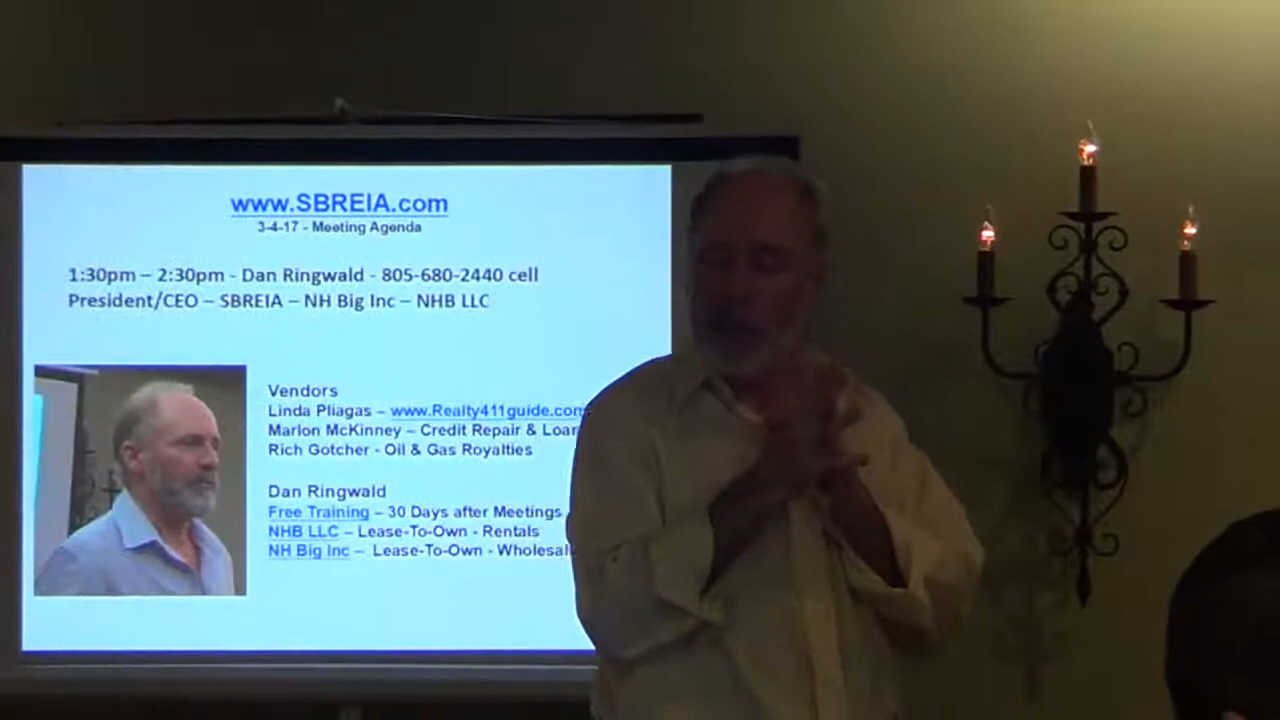 www.SBREIA.com
3-4-17 - Meeting Agenda
1:30pm – 2:30pm - Dan Ringwald - 805-680-2440 cell
President/CEO – SBREIA – NH Big Inc – NHB LLC
Vendors
Linda Pliagas – www.Realty411guide.com
Marlon McKinney – Credit Repair & Loan
Rich Gotcher - Oil & Gas Royalties
Dan Ringwald
Free Training – 30 Days after Meetings
NHB LLC – Lease-To-Own - Rentals
NH Big Inc – Lease-To-Own -